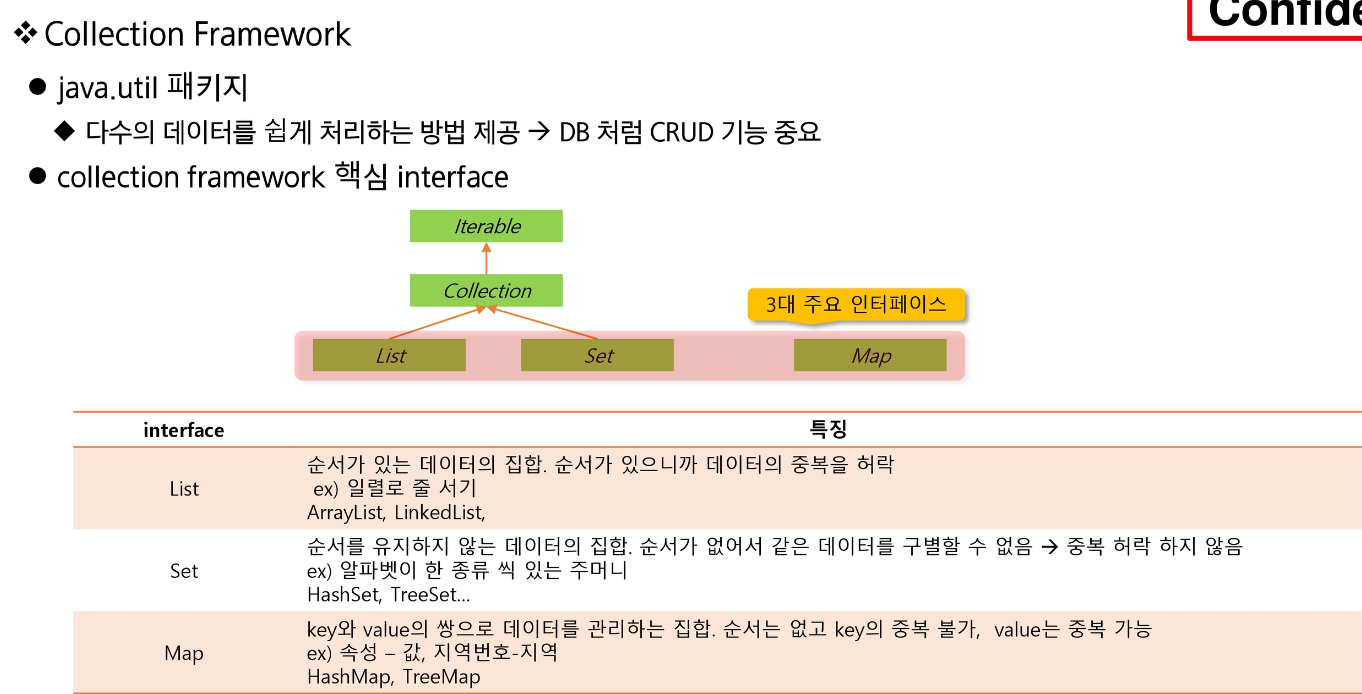 Confide
❖ Collection Framework
● java.util 패키지
◆ 다수의 데이터를 쉽게 처리하는 방법 제공 → DB 처럼 CRUD 기능 중요
● collection framework 핵심 interface
Iterable
Collection
3대 주요 인터페이스
List Set Map
interface 특징
List
순서가 있는 데이터의 집합. 순서가 있으니까 데이터의 중복을 허락
ex) 일렬로 줄 서기
ArrayList, LinkedList,
Set
순서를 유지하지 않는 데이터의 집합. 순서가 없어서 같은 데이터를 구별할 수 없음 → 중복 허락 하지 않음
ex) 알파벳이 한 종류 씩 있는 주머니
HashSet, TreeSet...
Map
key와 value의 쌍으로 데이터를 관리하는 집합. 순서는 없고 key의 중복 불가, value는 중복 가능
ex) 속성 – 값, 지역번호-지역
HashMap, TreeMap